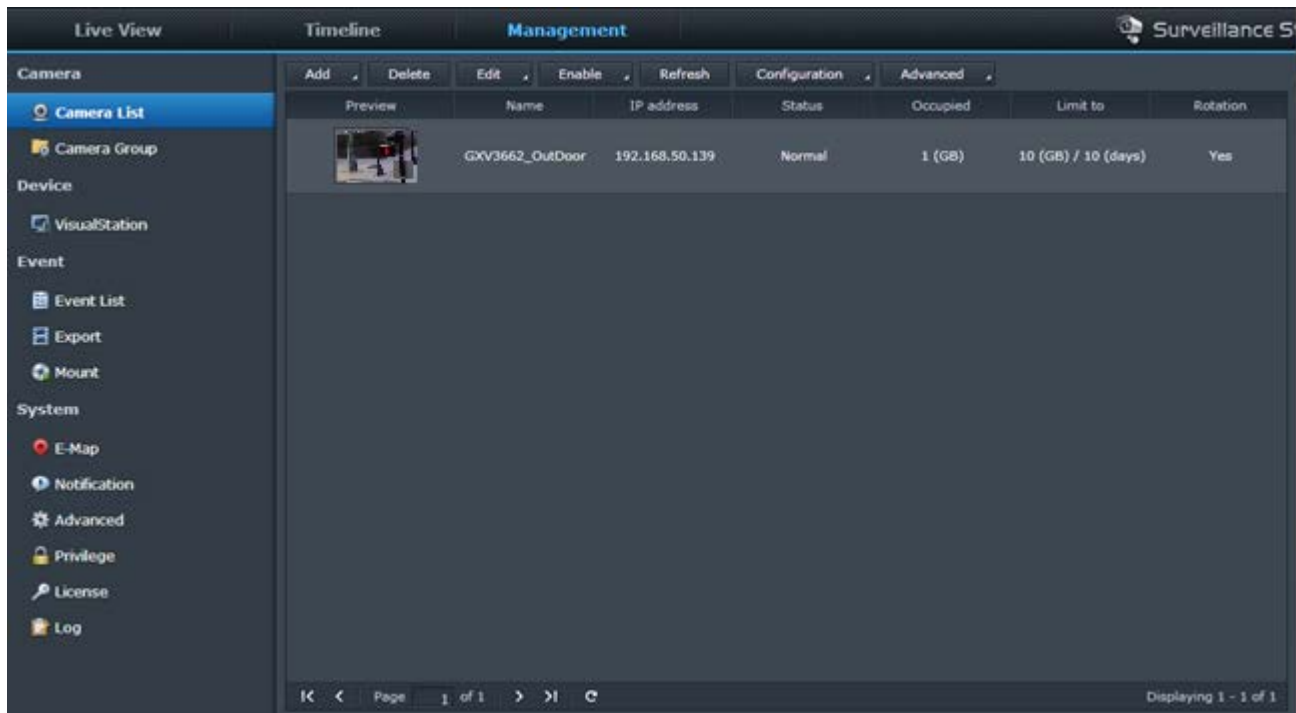 Live View Timeline Management Surveillance S
Camera
Camera List
Camera Group
Device
VisualStation
Event
Event List
Export
Mount
System
E-Map
Notification
Advanced
Privilege
License
Log
Add Delete Edit Enable Refresh Configuration Advanced
Preview Name IP address Status Occupied Limit to Rotation
GXV3662_OutDoor 192.168.50.139 Normal 1 (GB) 10 (GB) / 10 (days) Yes
Page 1 of 1 Displaying 1 - 1 of 1